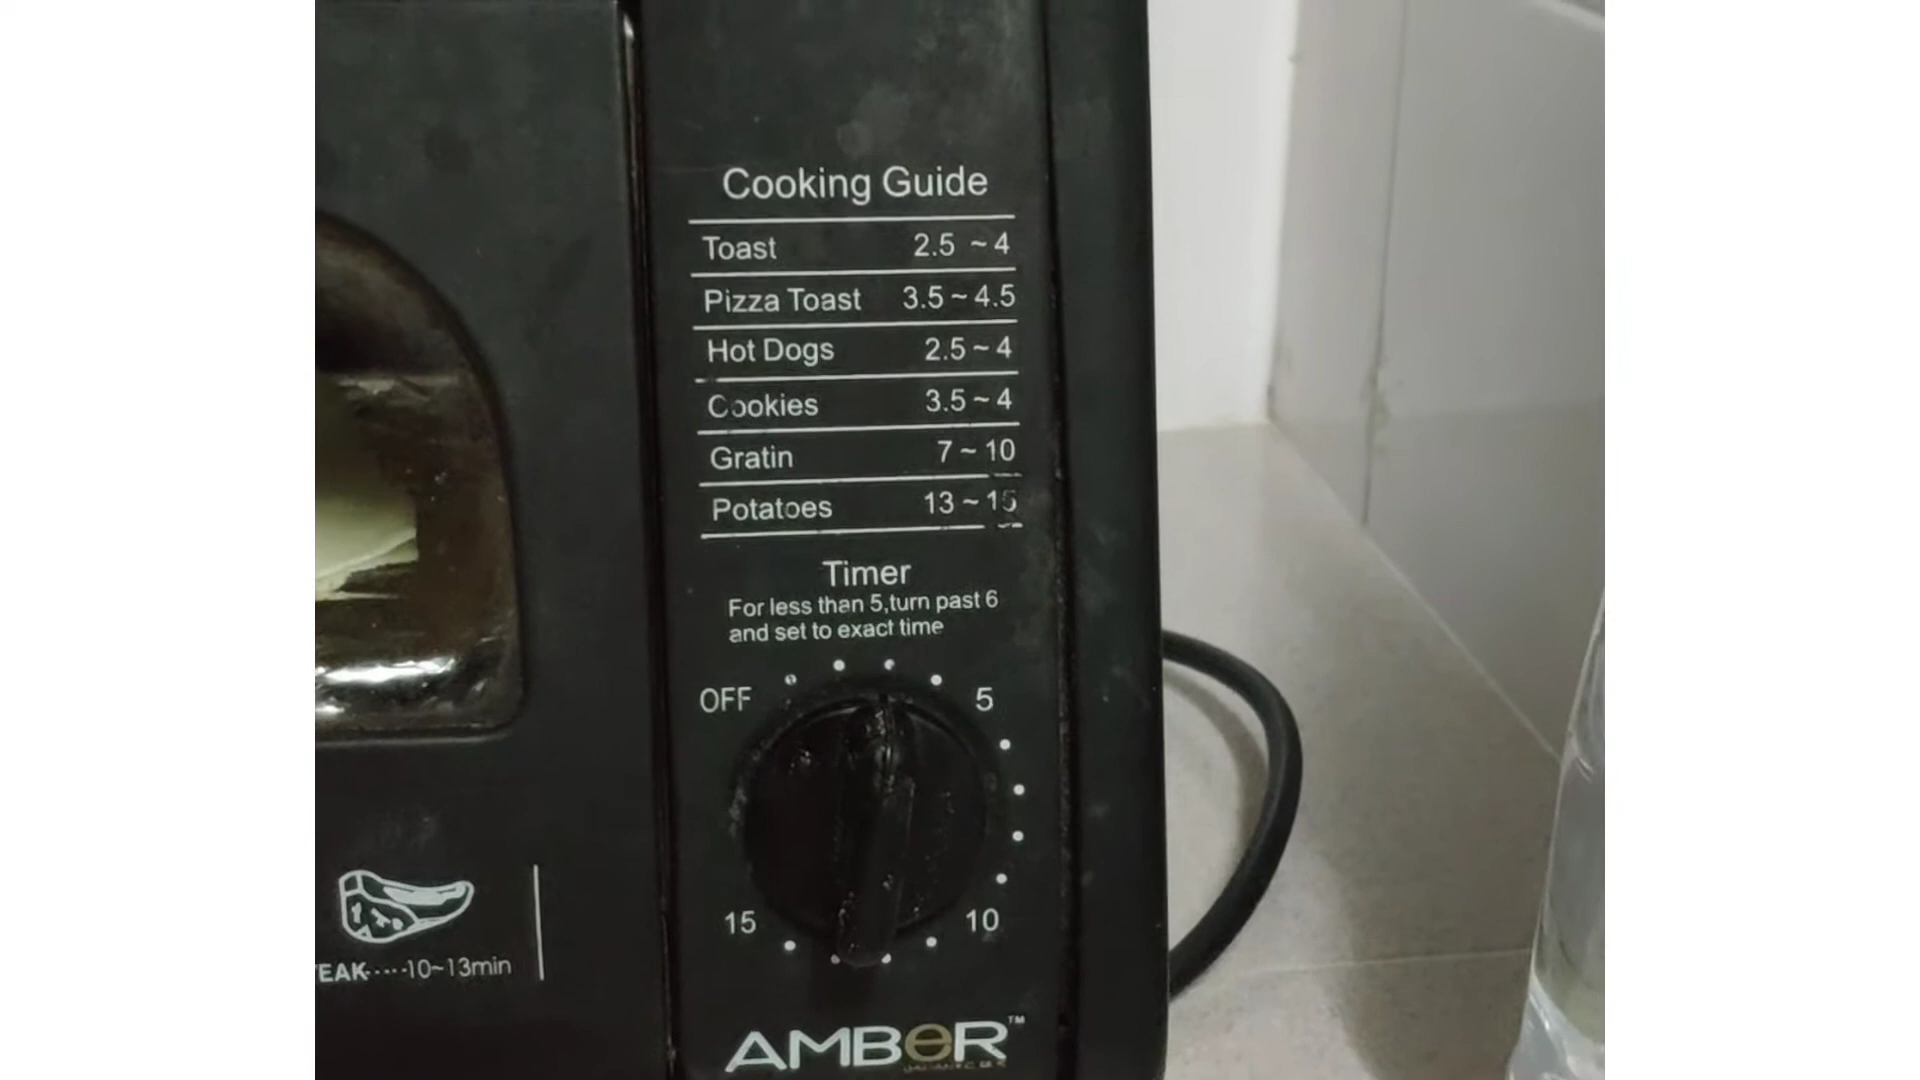 Cooking Guide
Toast 2.5 ~ 4
Pizza Toast 3.5 ~ 4.5
Hot Dogs 2.5 ~ 4
Cookies 3.5 ~ 4
Gratin 7 ~ 10
Potatoes 13 ~ 15
Timer
For less than 5,turn past 6
and set to exact time
OFF 5
15 10
EAK·····10~13min
AMBeR™